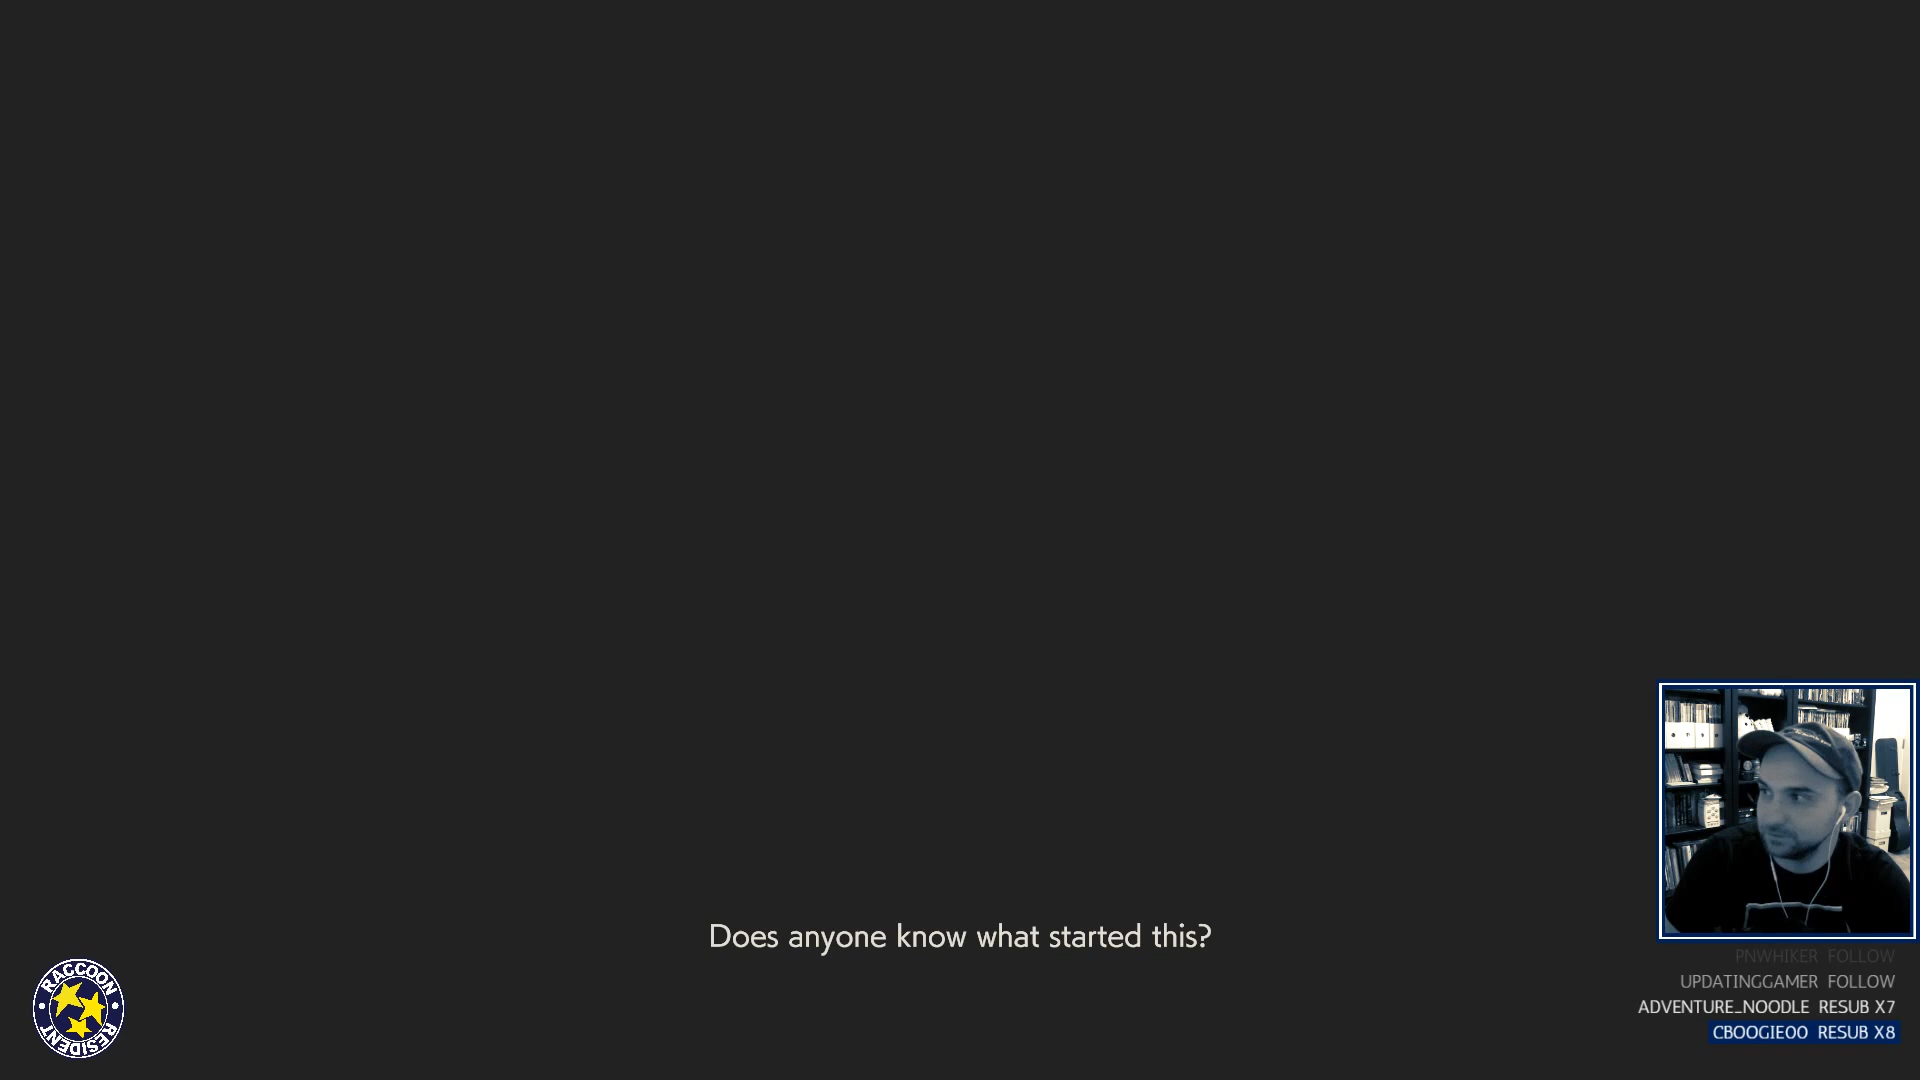 Does anyone know what started this?
RACCOON
RESIDENT
PNWHIKER FOLLOW
UPDATINGGAMER FOLLOW
ADVENTURE_NOODLE RESUB X7
CBOOGIE00 RESUB X8